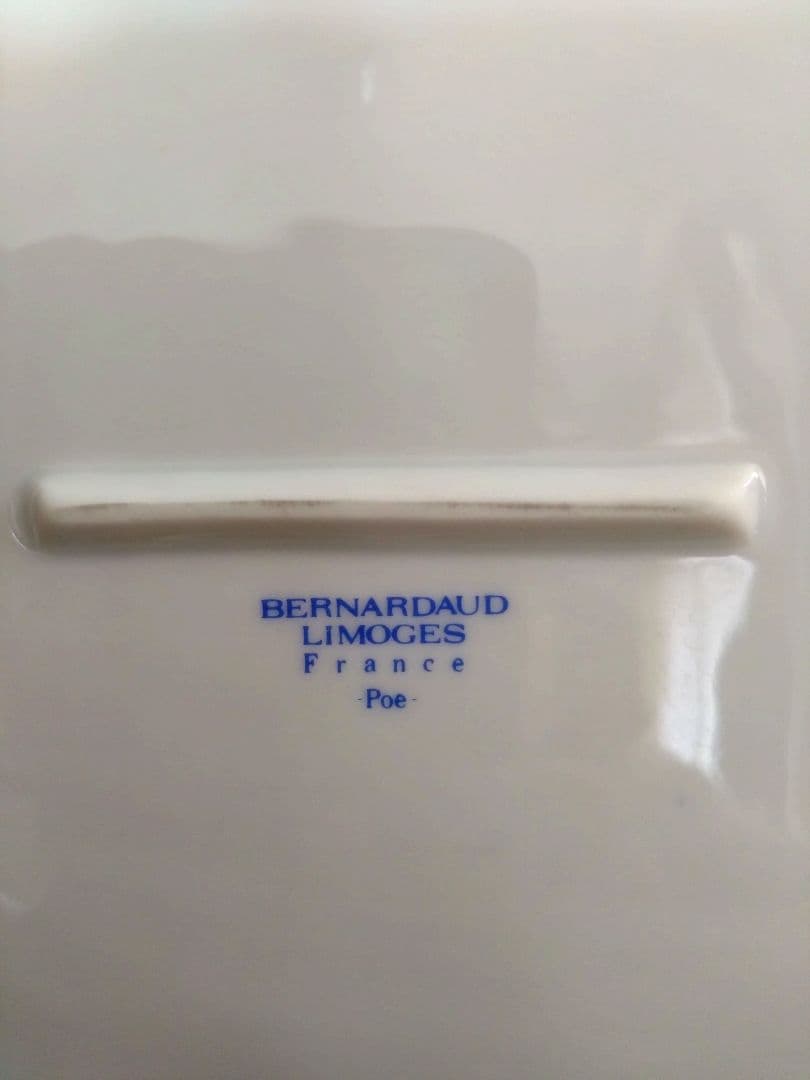 BERNARDAUD
LIMOGES
France
-Poe-